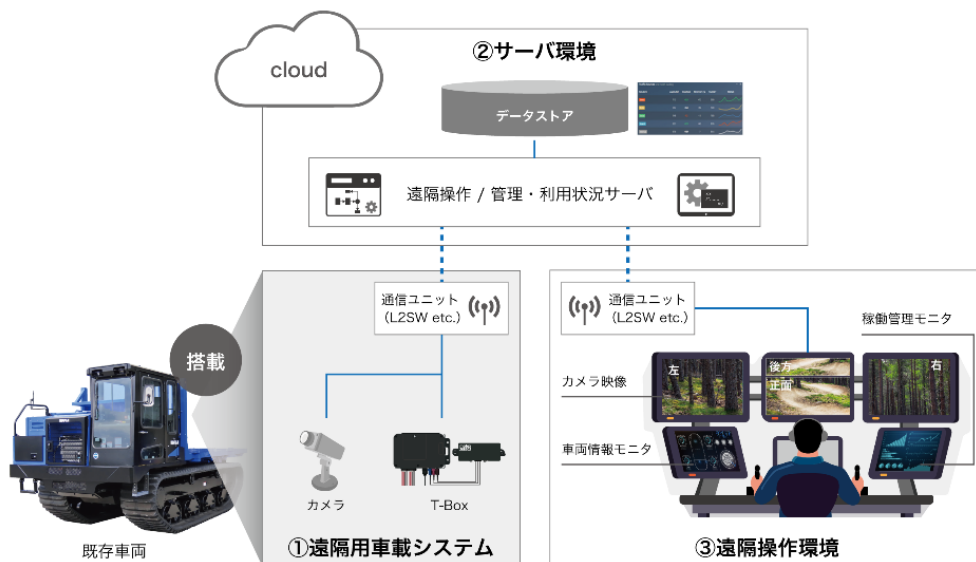 cloud
②サーバ環境
データストア
遠隔操作 / 管理・利用状況サーバ
通信ユニット
（L2SW etc.）
通信ユニット
（L2SW etc.）
稼働管理モニタ
搭載
カメラ映像
左
後方
正面
右
車両情報モニタ
カメラ
T-Box
既存車両
①遠隔用車載システム
③遠隔操作環境